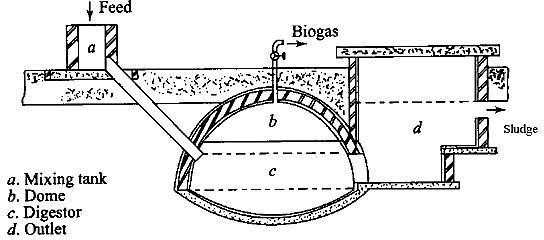 Feed
a
Biogas
b
d
Sludge
c
a. Mixing tank
b. Dome
c. Digestor
d. Outlet